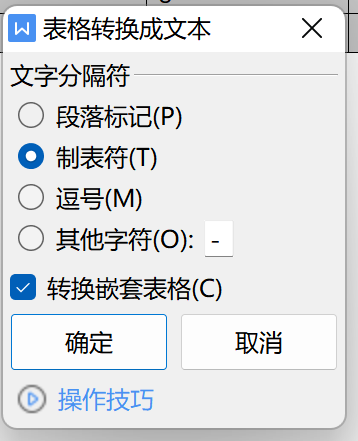 表格转换成文本
文字分隔符
段落标记(P)
制表符(T)
逗号(M)
其他字符(O): -
转换嵌套表格(C)
确定 取消
操作技巧